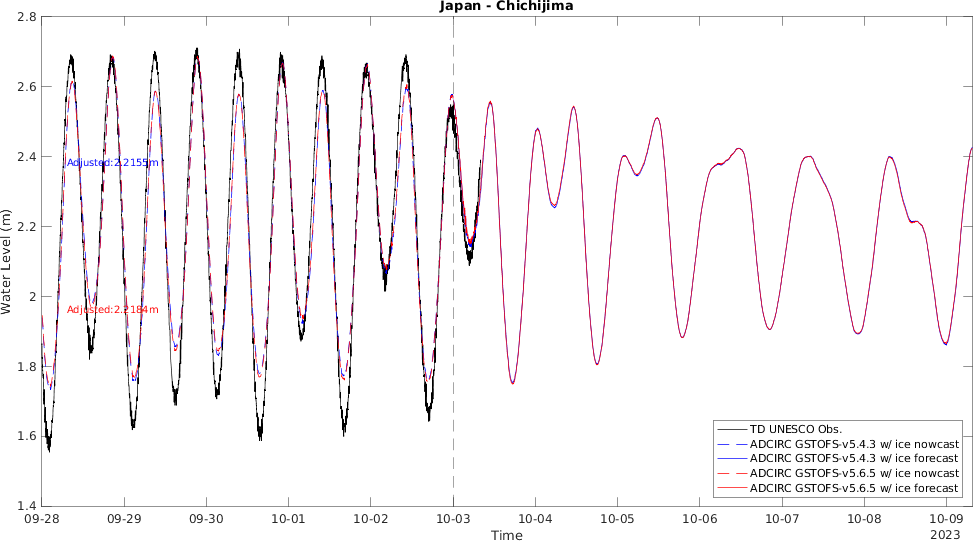 Japan - Chichijima
2.8
2.6
2.4
2.2
2
1.8
1.6
1.4
Water Level (m)
Adjusted:2.2155m
Adjusted:2.2184m
TD UNESCO Obs.
ADCIRC GSTOFS-v5.4.3 w/ ice nowcast
ADCIRC GSTOFS-v5.4.3 w/ ice forecast
ADCIRC GSTOFS-v5.6.5 w/ ice nowcast
ADCIRC GSTOFS-v5.6.5 w/ ice forecast
09-28 09-29 09-30 10-01 10-02 10-03 10-04 10-05 10-06 10-07 10-08 10-09
Time
2023